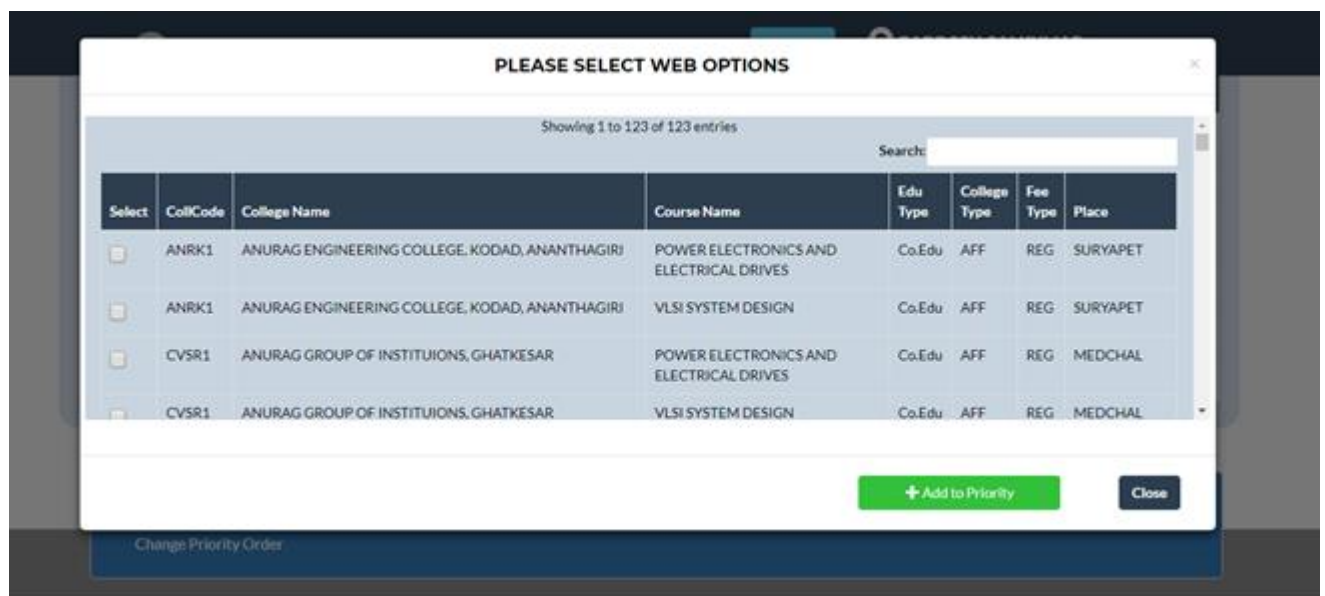 PLEASE SELECT WEB OPTIONS ×
Showing 1 to 123 of 123 entries
Search:
Select CollCode College Name Course Name Edu Type College Type Fee Type Place
ANRK1 ANURAG ENGINEERING COLLEGE, KODAD, ANANTHAGIRI POWER ELECTRONICS AND ELECTRICAL DRIVES Co.Edu AFF REG SURYAPET
ANRK1 ANURAG ENGINEERING COLLEGE, KODAD, ANANTHAGIRI VLSI SYSTEM DESIGN Co.Edu AFF REG SURYAPET
CVSR1 ANURAG GROUP OF INSTITUIONS, GHATKESAR POWER ELECTRONICS AND ELECTRICAL DRIVES Co.Edu AFF REG MEDCHAL
CVSR1 ANURAG GROUP OF INSTITUIONS, GHATKESAR VLSI SYSTEM DESIGN Co.Edu AFF REG MEDCHAL
+ Add to Priority Close
Change Priority Order